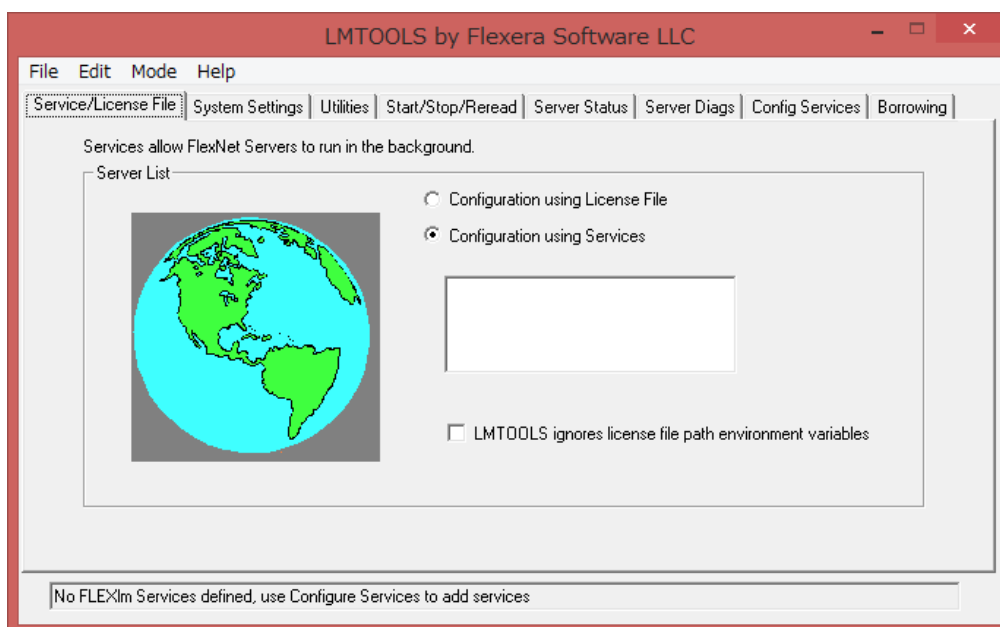 LMTOOLS by Flexera Software LLC
File Edit Mode Help
Service/License File System Settings Utilities Start/Stop/Reread Server Status Server Diags Config Services Borrowing
Services allow FlexNet Servers to run in the background.
Server List
Configuration using License File
Configuration using Services
LMTOOLS ignores license file path environment variables
No FLEXlm Services defined, use Configure Services to add services